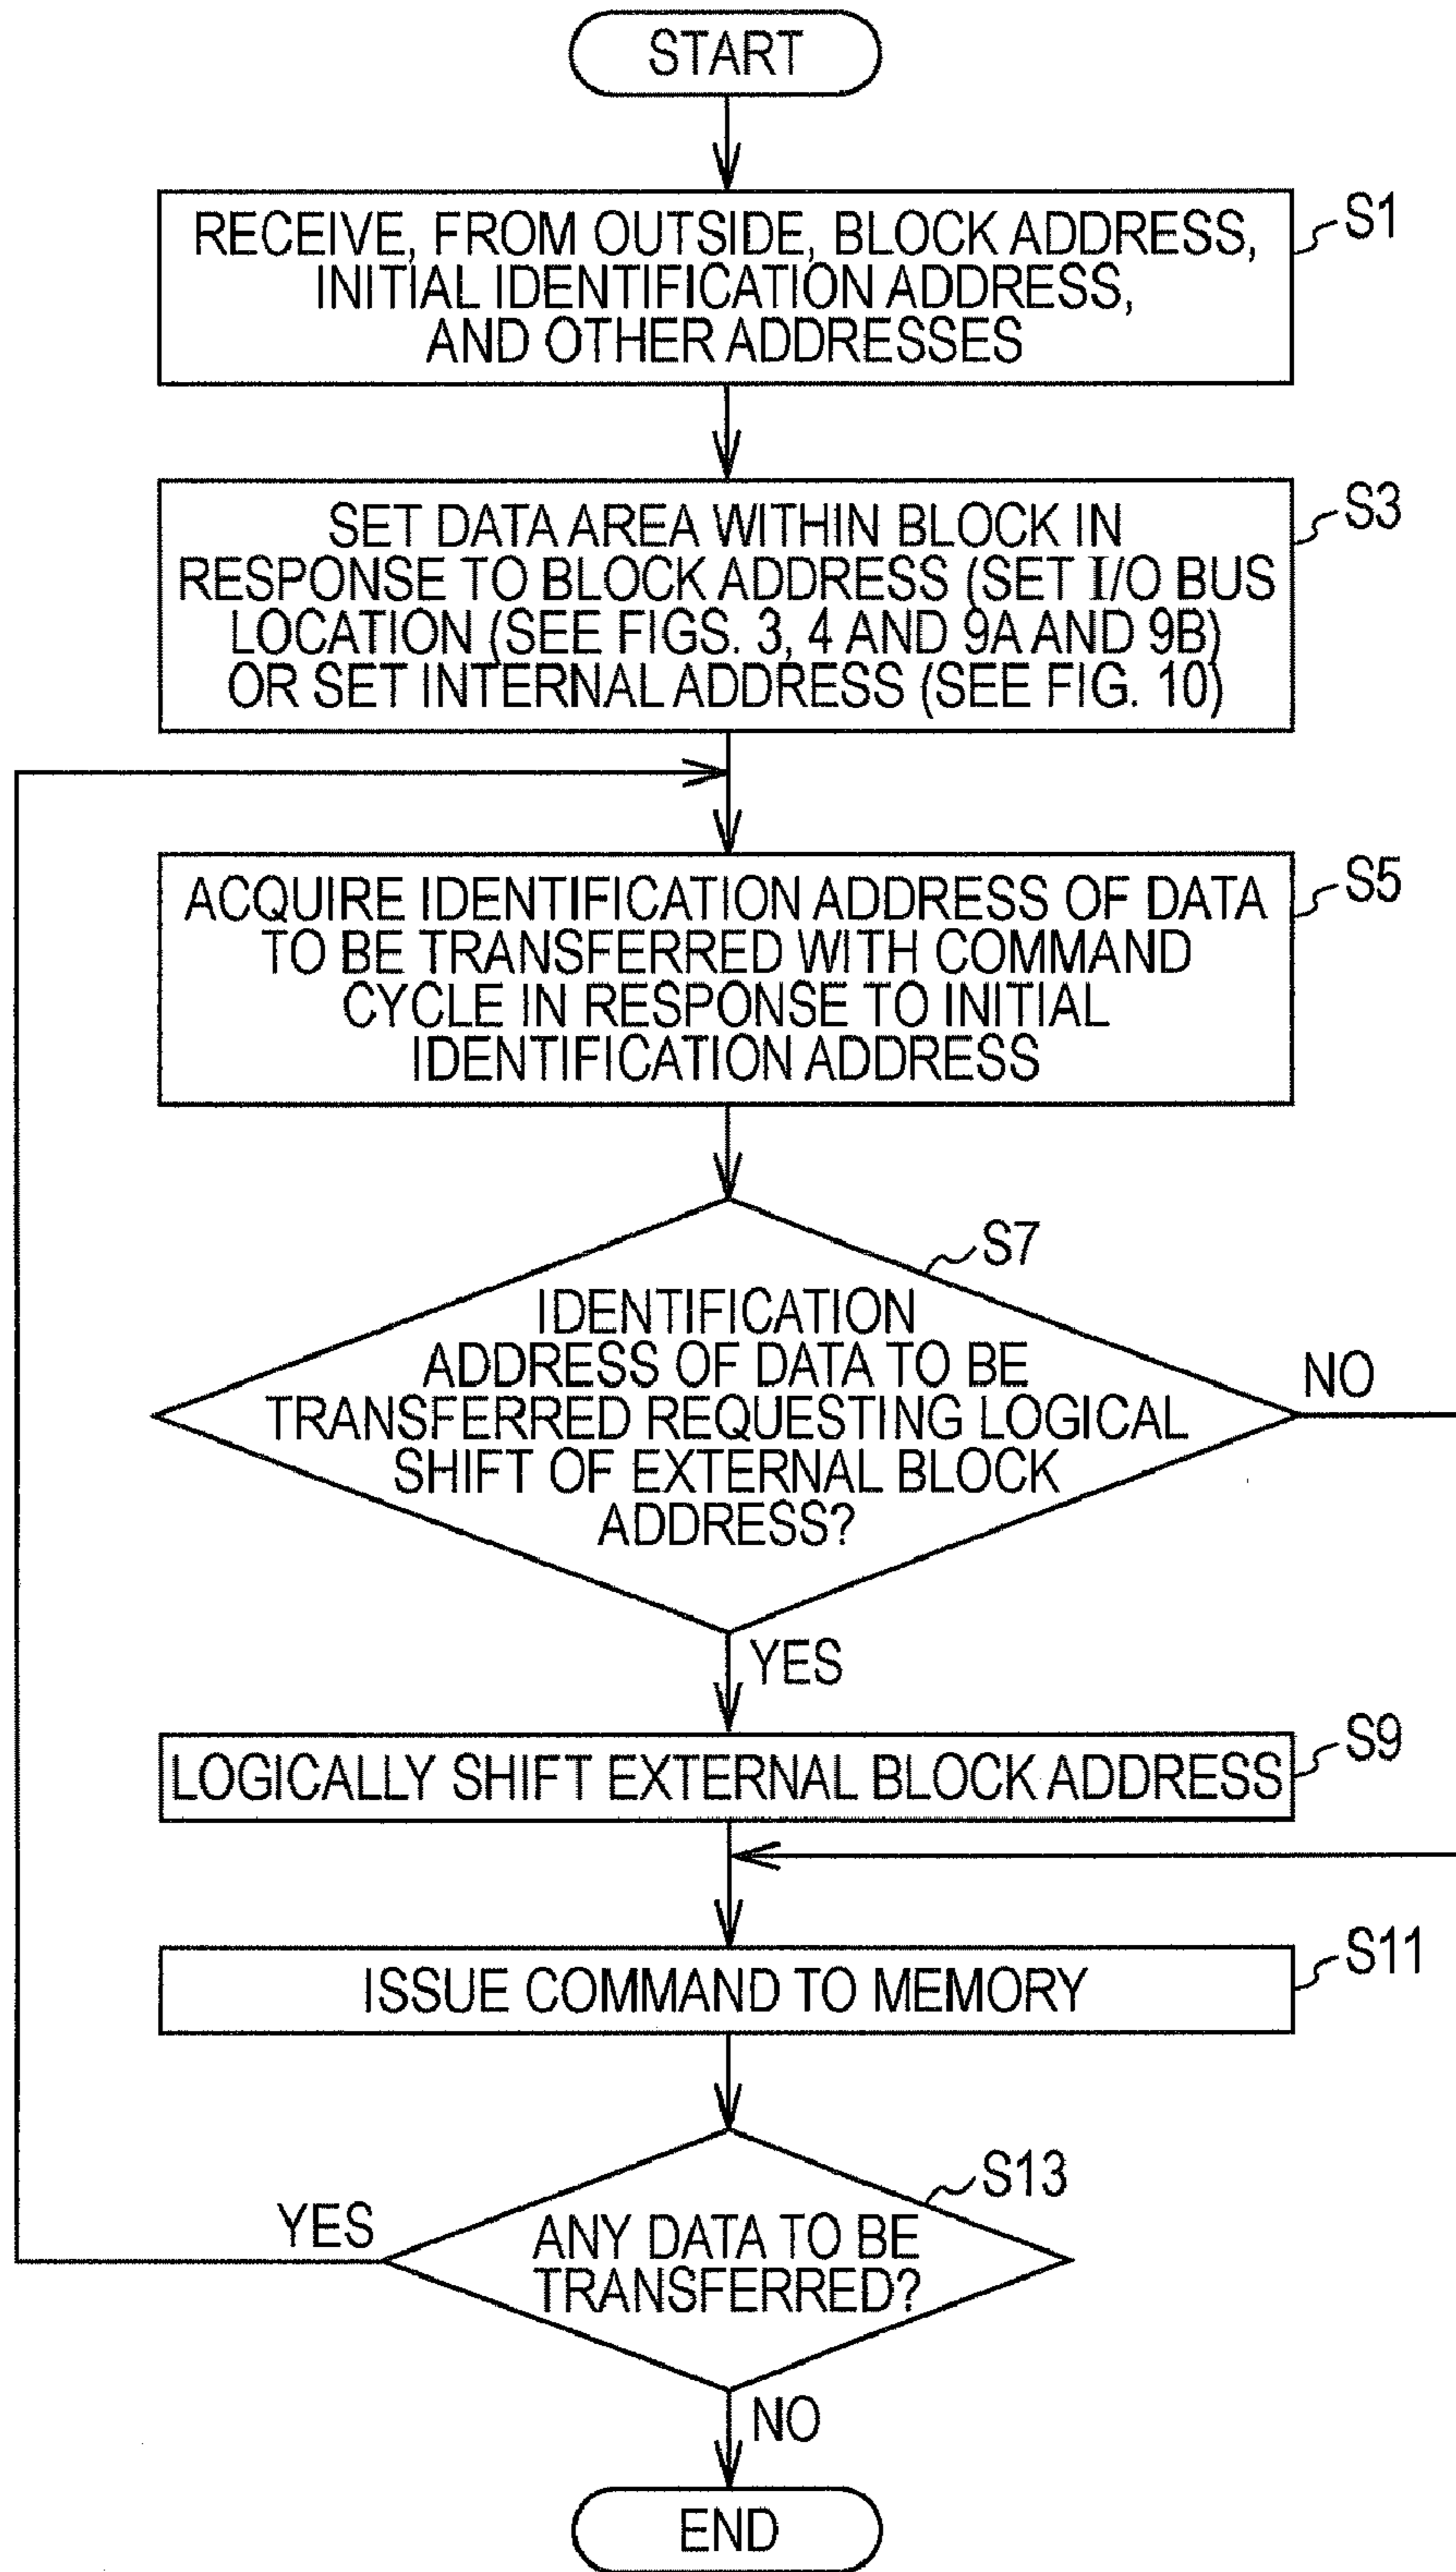 START
RECEIVE, FROM OUTSIDE, BLOCK ADDRESS,
INITIAL IDENTIFICATION ADDRESS,
AND OTHER ADDRESSES
S1
SET DATA AREA WITHIN BLOCK IN
RESPONSE TO BLOCK ADDRESS (SET I/O BUS
LOCATION (SEE FIGS. 3, 4 AND 9A AND 9B)
OR SET INTERNAL ADDRESS (SEE FIG. 10)
S3
ACQUIRE IDENTIFICATION ADDRESS OF DATA
TO BE TRANSFERRED WITH COMMAND
CYCLE IN RESPONSE TO INITIAL
IDENTIFICATION ADDRESS
S5
S7
IDENTIFICATION
ADDRESS OF DATA TO BE
TRANSFERRED REQUESTING LOGICAL
SHIFT OF EXTERNAL BLOCK
ADDRESS?
NO
YES
LOGICALLY SHIFT EXTERNAL BLOCK ADDRESS
S9
ISSUE COMMAND TO MEMORY
S11
S13
YES
ANY DATA TO BE
TRANSFERRED?
NO
END